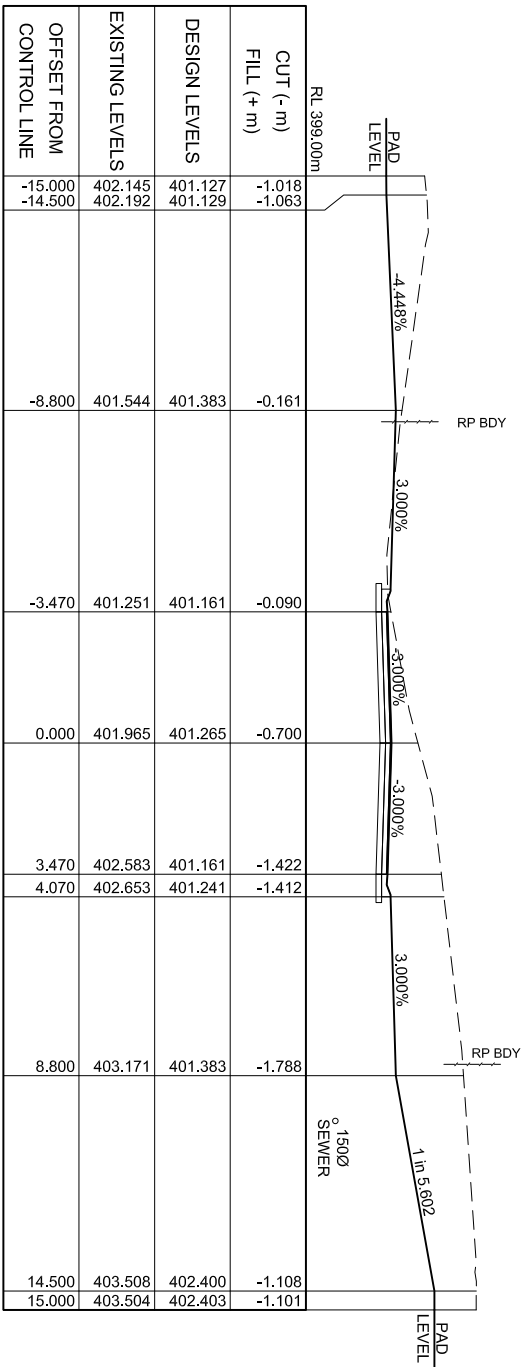 PAD
LEVEL
-4.448%
RP BDY
3.000%
-3.000%
-3.000%
3.000%
RP BDY
1 in 5.602
PAD
LEVEL
150Ø
SEWER
RL 399.00m
CUT (- m)
FILL (+ m)
-1.018
-1.063
-0.161
-0.090
-0.700
-1.422
-1.412
-1.788
-1.108
-1.101
DESIGN LEVELS
401.127
401.129
401.383
401.161
401.265
401.161
401.241
401.383
402.400
402.403
EXISTING LEVELS
402.145
402.192
401.544
401.251
401.965
402.583
402.653
403.171
403.508
403.504
OFFSET FROM
CONTROL LINE
-15.000
-14.500
-8.800
-3.470
0.000
3.470
4.070
8.800
14.500
15.000